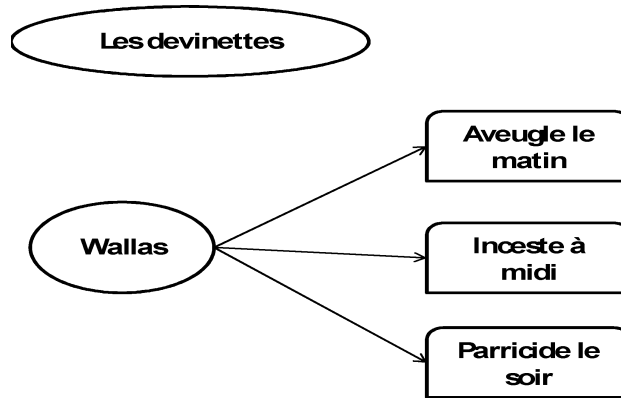 Les devinettes
Aveugle le
matin
Wallas
Inceste à
midi
Parricide le
soir